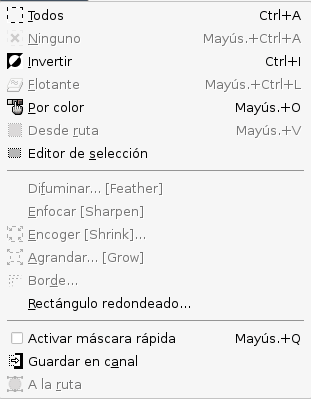 Todos Ctrl+A
Ninguno Mayús.+Ctrl+A
Invertir Ctrl+I
Flotante Mayús.+Ctrl+L
Por color Mayús.+O
Desde ruta Mayús.+V
Editor de selección
Difuminar... [Feather]
Enfocar [Sharpen]
Encoger [Shrink]...
Agrandar... [Grow]
Borde...
Rectángulo redondeado...
Activar máscara rápida Mayús.+Q
Guardar en canal
A la ruta